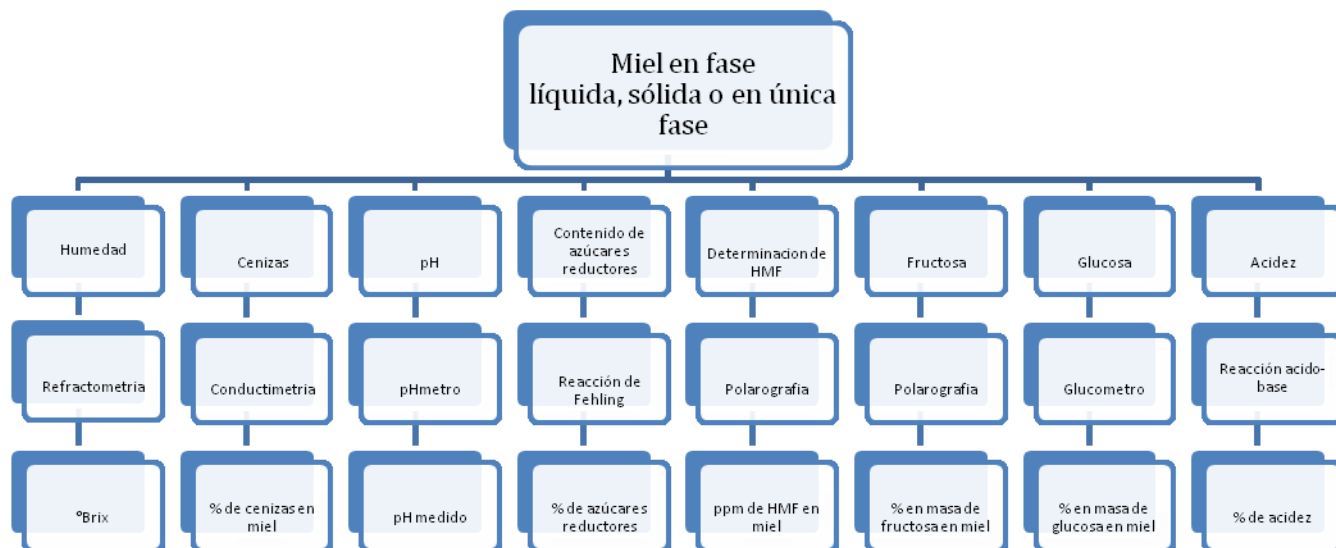 Miel en fase
líquida, sólida o en única
fase
Humedad
Cenizas
pH
Contenido de
azúcares
reductores
Determinacion de
HMF
Fructosa
Glucosa
Acidez
Refractometria
Conductimetria
pHmetro
Reacción de
Fehling
Polarografia
Polarografia
Glucometro
Reacción acido-
base
ºBrix
% de cenizas en
miel
pH medido
% de azúcares
reductores
ppm de HMF en
miel
% en masa de
fructosa en miel
% en masa de
glucosa en miel
% de acidez